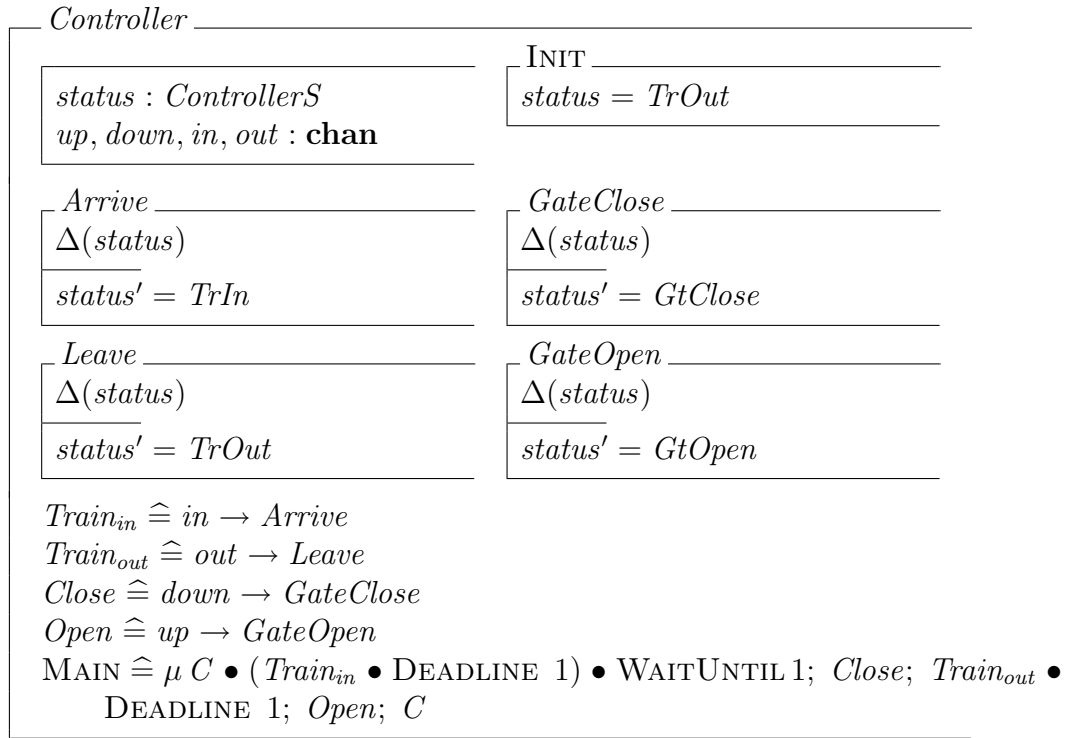 Controller
INIT
status : ControllerS
up, down, in, out : chan
status = TrOut
Arrive
Δ(status)
status′ = TrIn
GateClose
Δ(status)
status′ = GtClose
Leave
Δ(status)
status′ = TrOut
GateOpen
Δ(status)
status′ = GtOpen
Train_in ≙ in → Arrive
Train_out ≙ out → Leave
Close ≙ down → GateClose
Open ≙ up → GateOpen
MAIN ≙ μ C • (Train_in • DEADLINE 1) • WAITUNTIL 1; Close; Train_out •
DEADLINE 1; Open; C